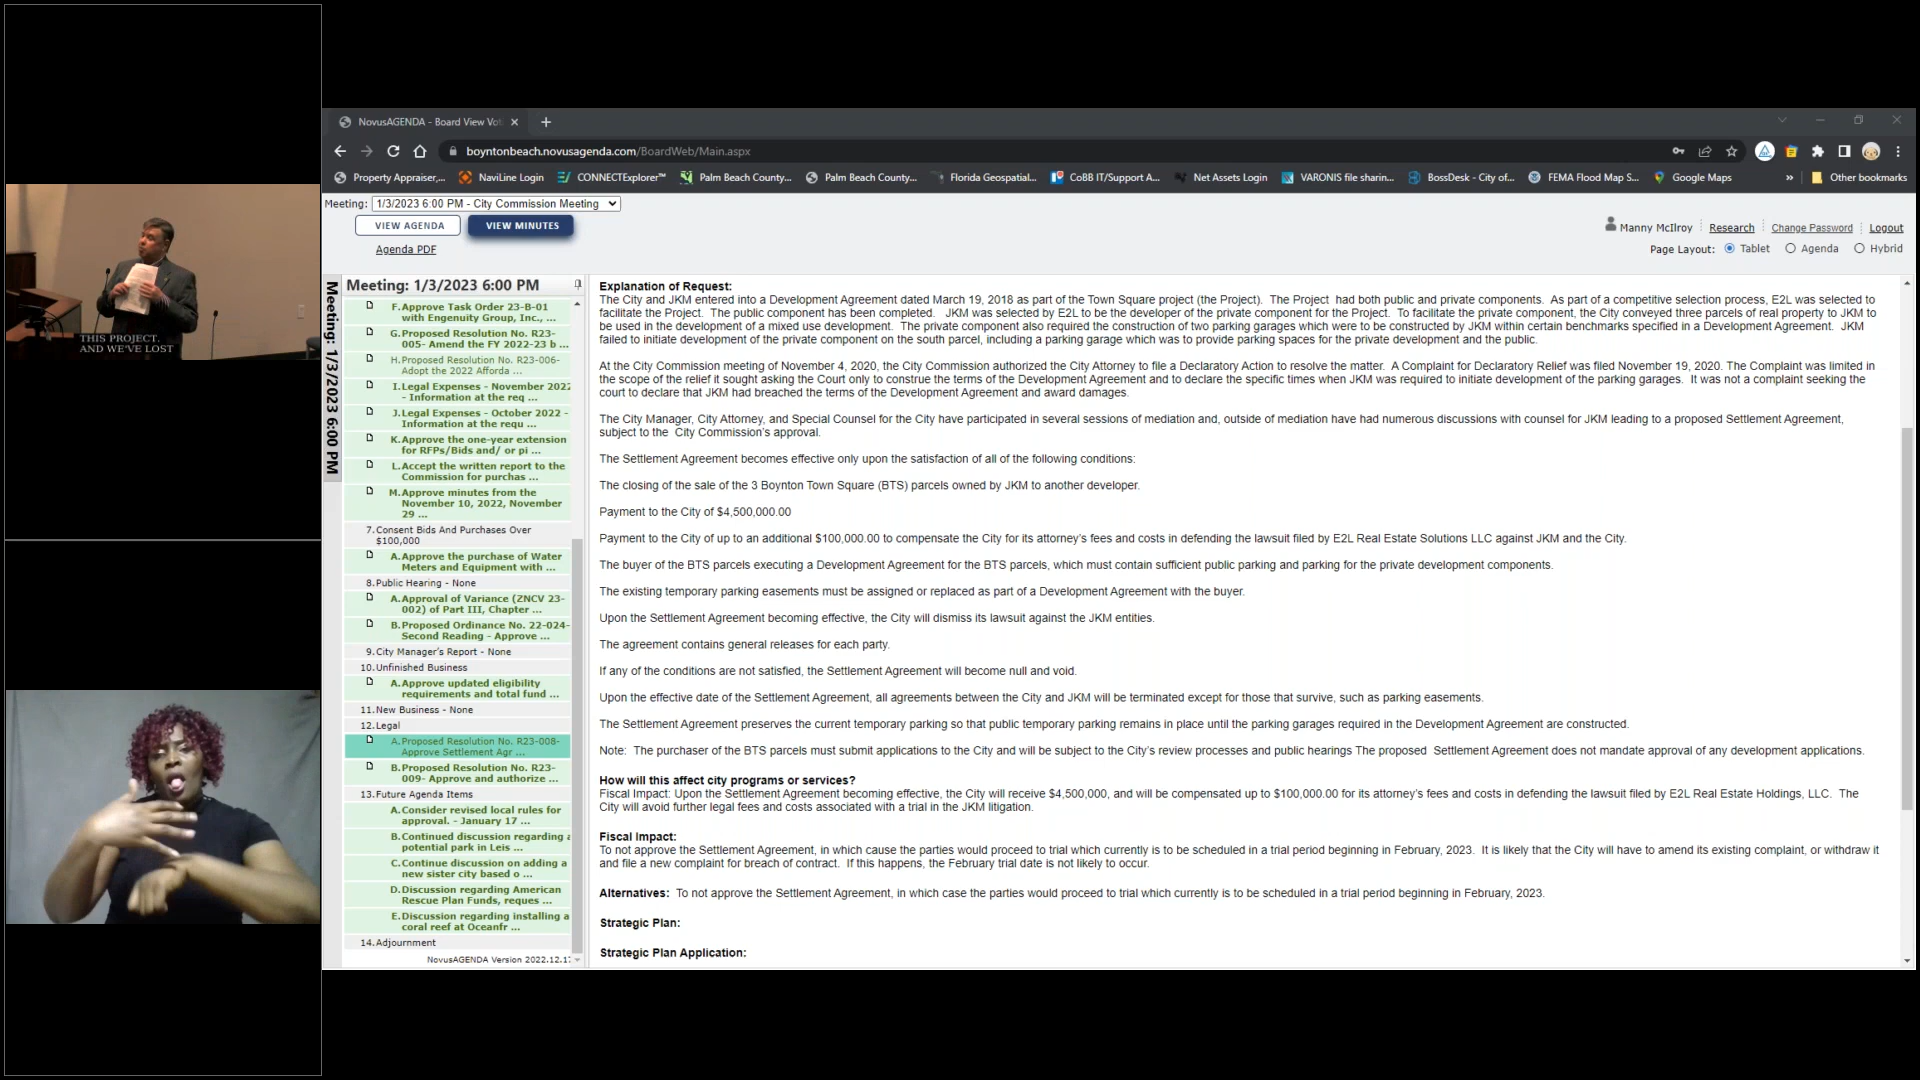 THIS PROJECT.
AND WE'VE LOST
NovusAGENDA - Board View Vot
boyntonbeach.novusagenda.com/BoardWeb/Main.aspx
Property Appraiser,... NaviLine Login CONNECTExplorer™ Palm Beach County... Palm Beach County... Florida Geospatial... CoBB IT/Support A... Net Assets Login VARONIS file sharin... BossDesk - City of... FEMA Flood Map S... Google Maps » Other bookmarks
Meeting: 1/3/2023 6:00 PM - City Commission Meeting
VIEW AGENDA VIEW MINUTES
Agenda PDF
Manny McIlroy Research Change Password Logout
Page Layout: Tablet Agenda Hybrid
Meeting: 1/3/2023 6:00 PM
Meeting: 1/3/2023 6:00 PM
F. Approve Task Order 23-B-01
with Engenuity Group, Inc., ...
G. Proposed Resolution No. R23-
005- Amend the FY 2022-23 b ...
H. Proposed Resolution No. R23-006-
Adopt the 2022 Afforda ...
I. Legal Expenses - November 2022
- Information at the req ...
J. Legal Expenses - October 2022 -
Information at the requ ...
K. Approve the one-year extension
for RFPs/Bids and/ or pi ...
L. Accept the written report to the
Commission for purchas ...
M. Approve minutes from the
November 10, 2022, November
29 ...
7. Consent Bids And Purchases Over
$100,000
A. Approve the purchase of Water
Meters and Equipment with ...
8. Public Hearing - None
A. Approval of Variance (ZNCV 23-
002) of Part III, Chapter ...
B. Proposed Ordinance No. 22-024-
Second Reading - Approve ...
9. City Manager's Report - None
10. Unfinished Business
A. Approve updated eligibility
requirements and total fund ...
11. New Business - None
12. Legal
A. Proposed Resolution No. R23-008-
Approve Settlement Agr ...
B. Proposed Resolution No. R23-
009- Approve and authorize ...
13. Future Agenda Items
A. Consider revised local rules for
approval. - January 17 ...
B. Continued discussion regarding a
potential park in Leis ...
C. Continue discussion on adding a
new sister city based o ...
D. Discussion regarding American
Rescue Plan Funds, reques ...
E. Discussion regarding installing a
coral reef at Oceanfr ...
14. Adjournment
NovusAGENDA Version 2022.12.17
Explanation of Request:
The City and JKM entered into a Development Agreement dated March 19, 2018 as part of the Town Square project (the Project). The Project had both public and private components. As part of a competitive selection process, E2L was selected to
facilitate the Project. The public component has been completed. JKM was selected by E2L to be the developer of the private component for the Project. To facilitate the private component, the City conveyed three parcels of real property to JKM to
be used in the development of a mixed use development. The private component also required the construction of two parking garages which were to be constructed by JKM within certain benchmarks specified in a Development Agreement. JKM
failed to initiate development of the private component on the south parcel, including a parking garage which was to provide parking spaces for the private development and the public.
At the City Commission meeting of November 4, 2020, the City Commission authorized the City Attorney to file a Declaratory Action to resolve the matter. A Complaint for Declaratory Relief was filed November 19, 2020. The Complaint was limited in
the scope of the relief it sought asking the Court only to construe the terms of the Development Agreement and to declare the specific times when JKM was required to initiate development of the parking garages. It was not a complaint seeking the
court to declare that JKM had breached the terms of the Development Agreement and award damages.
The City Manager, City Attorney, and Special Counsel for the City have participated in several sessions of mediation and, outside of mediation have had numerous discussions with counsel for JKM leading to a proposed Settlement Agreement,
subject to the City Commission's approval.
The Settlement Agreement becomes effective only upon the satisfaction of all of the following conditions:
The closing of the sale of the 3 Boynton Town Square (BTS) parcels owned by JKM to another developer.
Payment to the City of $4,500,000.00
Payment to the City of up to an additional $100,000.00 to compensate the City for its attorney's fees and costs in defending the lawsuit filed by E2L Real Estate Solutions LLC against JKM and the City.
The buyer of the BTS parcels executing a Development Agreement for the BTS parcels, which must contain sufficient public parking and parking for the private development components.
The existing temporary parking easements must be assigned or replaced as part of a Development Agreement with the buyer.
Upon the Settlement Agreement becoming effective, the City will dismiss its lawsuit against the JKM entities.
The agreement contains general releases for each party.
If any of the conditions are not satisfied, the Settlement Agreement will become null and void.
Upon the effective date of the Settlement Agreement, all agreements between the City and JKM will be terminated except for those that survive, such as parking easements.
The Settlement Agreement preserves the current temporary parking so that public temporary parking remains in place until the parking garages required in the Development Agreement are constructed.
Note: The purchaser of the BTS parcels must submit applications to the City and will be subject to the City's review processes and public hearings The proposed Settlement Agreement does not mandate approval of any development applications.
How will this affect city programs or services?
Fiscal Impact: Upon the Settlement Agreement becoming effective, the City will receive $4,500,000, and will be compensated up to $100,000.00 for its attorney's fees and costs in defending the lawsuit filed by E2L Real Estate Holdings, LLC. The
City will avoid further legal fees and costs associated with a trial in the JKM litigation.
Fiscal Impact:
To not approve the Settlement Agreement, in which cause the parties would proceed to trial which currently is to be scheduled in a trial period beginning in February, 2023. It is likely that the City will have to amend its existing complaint, or withdraw it
and file a new complaint for breach of contract. If this happens, the February trial date is not likely to occur.
Alternatives: To not approve the Settlement Agreement, in which case the parties would proceed to trial which currently is to be scheduled in a trial period beginning in February, 2023.
Strategic Plan:
Strategic Plan Application: